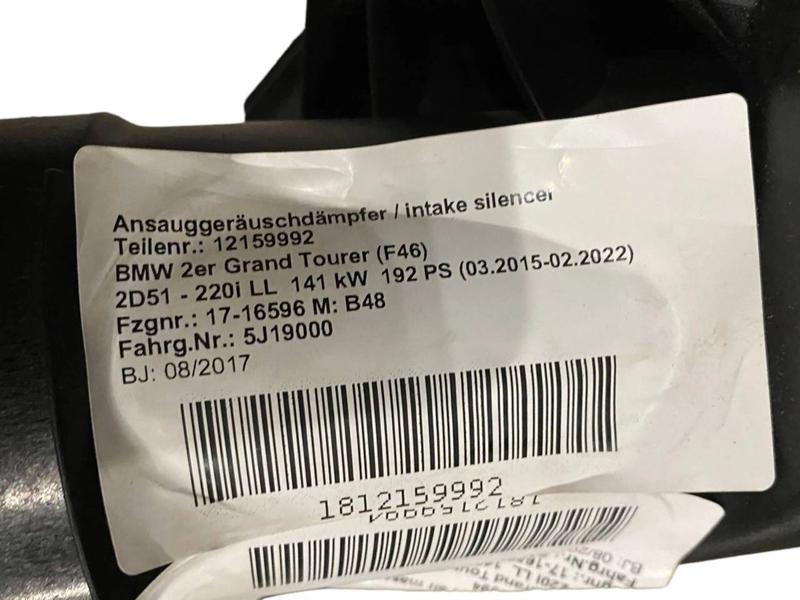 Ansauggeräuschdämpfer / intake silencer
Teilenr.: 12159992
BMW 2er Grand Tourer (F46)
2D51 - 220i LL 141 kW 192 PS (03.2015-02.2022)
Fzgnr.: 17-16596 M: B48
Fahrg.Nr.: 5J19000
BJ: 08/2017
1812159992